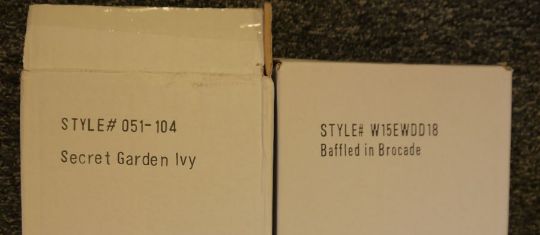 STYLE# 051-104
Secret Garden Ivy
STYLE# W15EWDD18
Baffled in Brocade